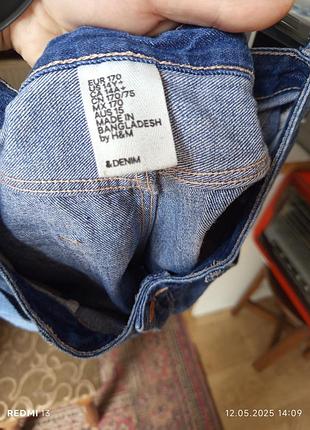 EUR 170
US 14Y+
CA 14A+
CN 170/75
MX 170
AUS 15
MADE IN
BANGLADESH
by H&M
&DENIM
REDMI 13
12.05.2025 14:09